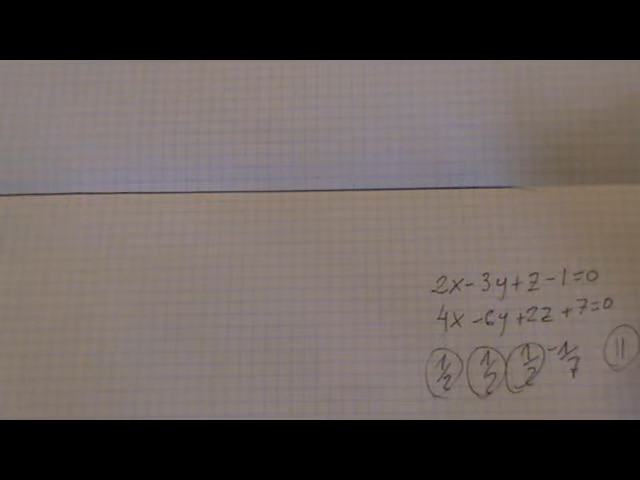 2x-3y+z-1=0
4x-6y+2z+7=0
1/2 1/2 1/2 -1/7 ||